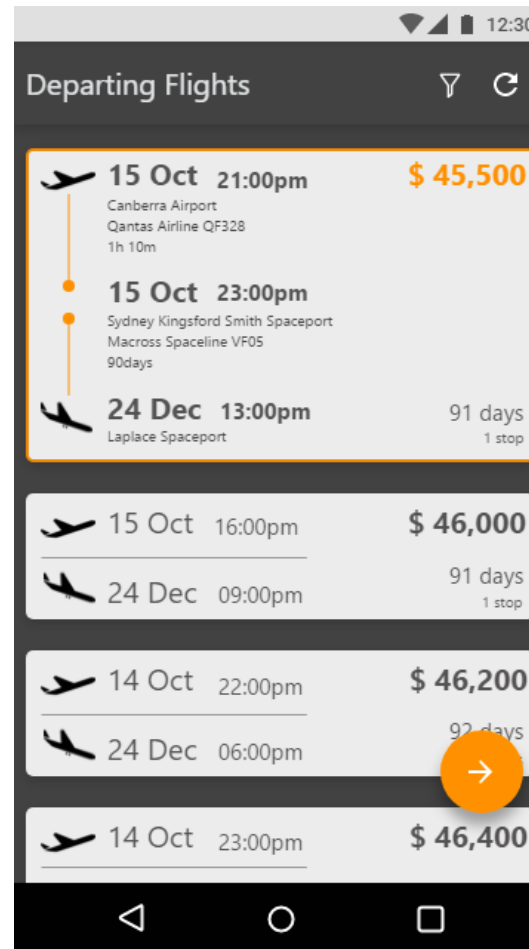 12:30
Departing Flights
15 Oct 21:00pm $ 45,500
Canberra Airport
Qantas Airline QF328
1h 10m
15 Oct 23:00pm
Sydney Kingsford Smith Spaceport
Macross Spaceline VF05
90days
24 Dec 13:00pm 91 days
Laplace Spaceport 1 stop
15 Oct 16:00pm $ 46,000
24 Dec 09:00pm 91 days
1 stop
14 Oct 22:00pm $ 46,200
24 Dec 06:00pm 92 days
14 Oct 23:00pm $ 46,400